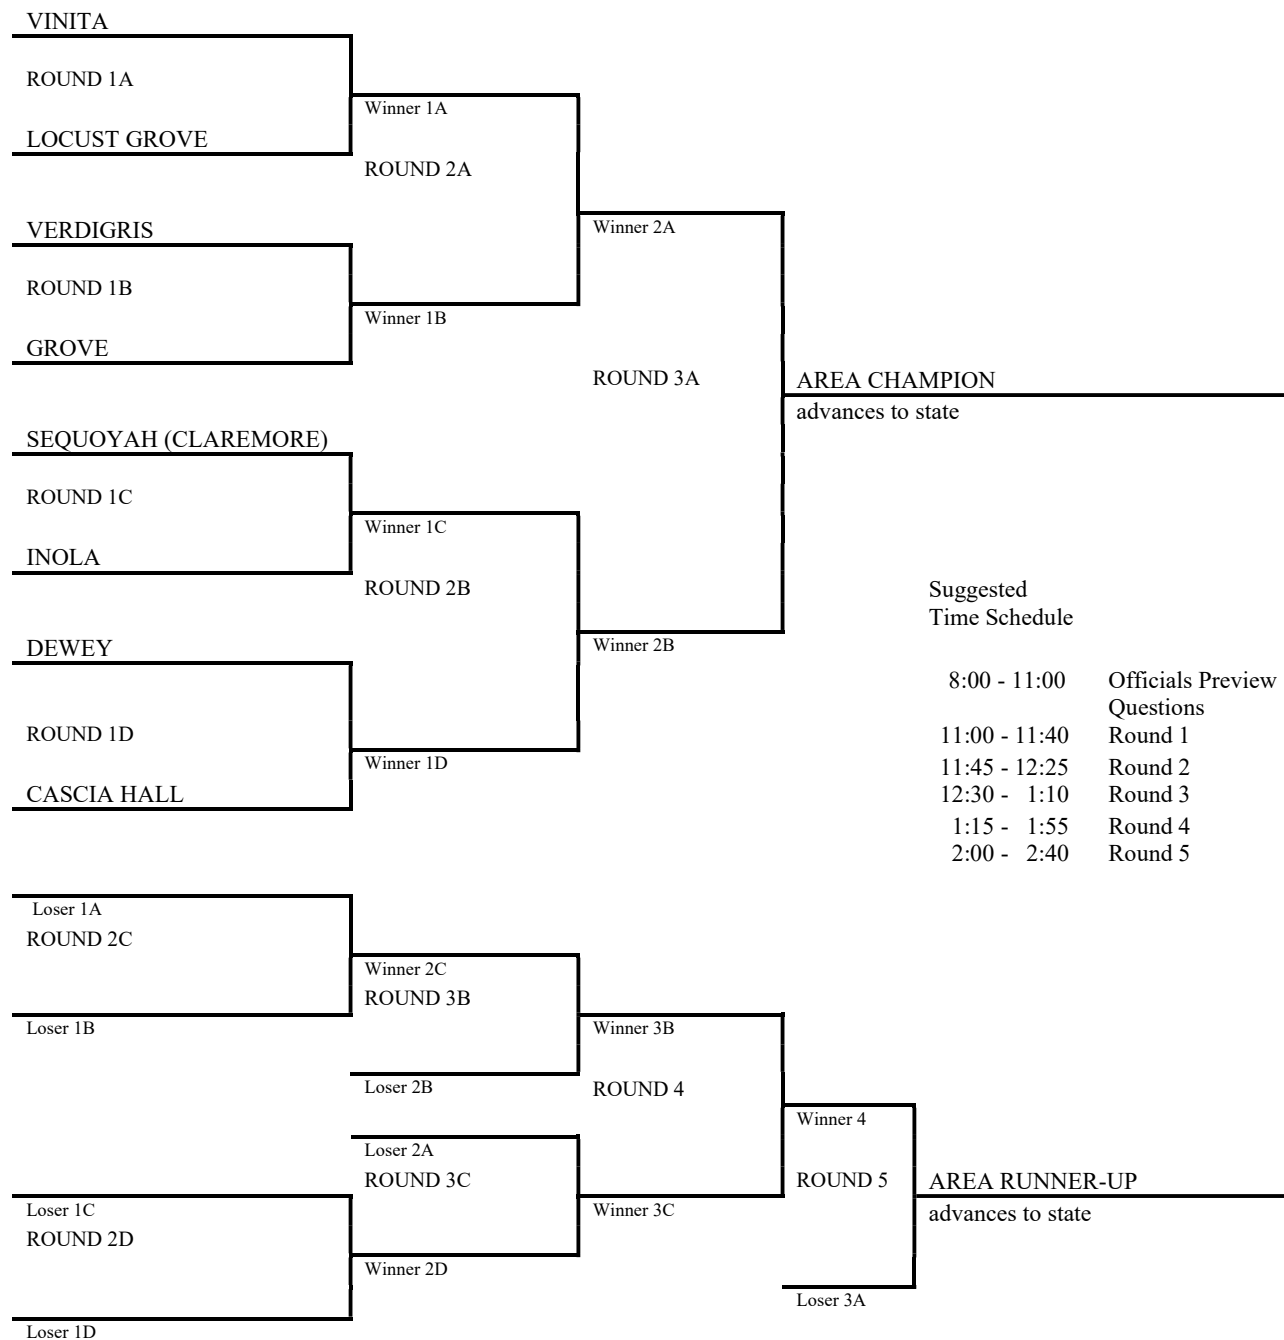 VINITA
ROUND 1A
Winner 1A
LOCUST GROVE
ROUND 2A
VERDIGRIS
Winner 2A
ROUND 1B
Winner 1B
GROVE
ROUND 3A
AREA CHAMPION
advances to state
SEQUOYAH (CLAREMORE)
ROUND 1C
Winner 1C
INOLA
ROUND 2B
DEWEY
Winner 2B
ROUND 1D
Winner 1D
CASCIA HALL
Suggested
Time Schedule
8:00 - 11:00 Officials Preview
Questions
11:00 - 11:40 Round 1
11:45 - 12:25 Round 2
12:30 - 1:10 Round 3
1:15 - 1:55 Round 4
2:00 - 2:40 Round 5
Loser 1A
ROUND 2C
Winner 2C
ROUND 3B
Loser 1B
Winner 3B
Loser 2B
ROUND 4
Winner 4
Loser 2A
ROUND 3C
ROUND 5
AREA RUNNER-UP
advances to state
Loser 1C
Winner 3C
ROUND 2D
Winner 2D
Loser 3A
Loser 1D